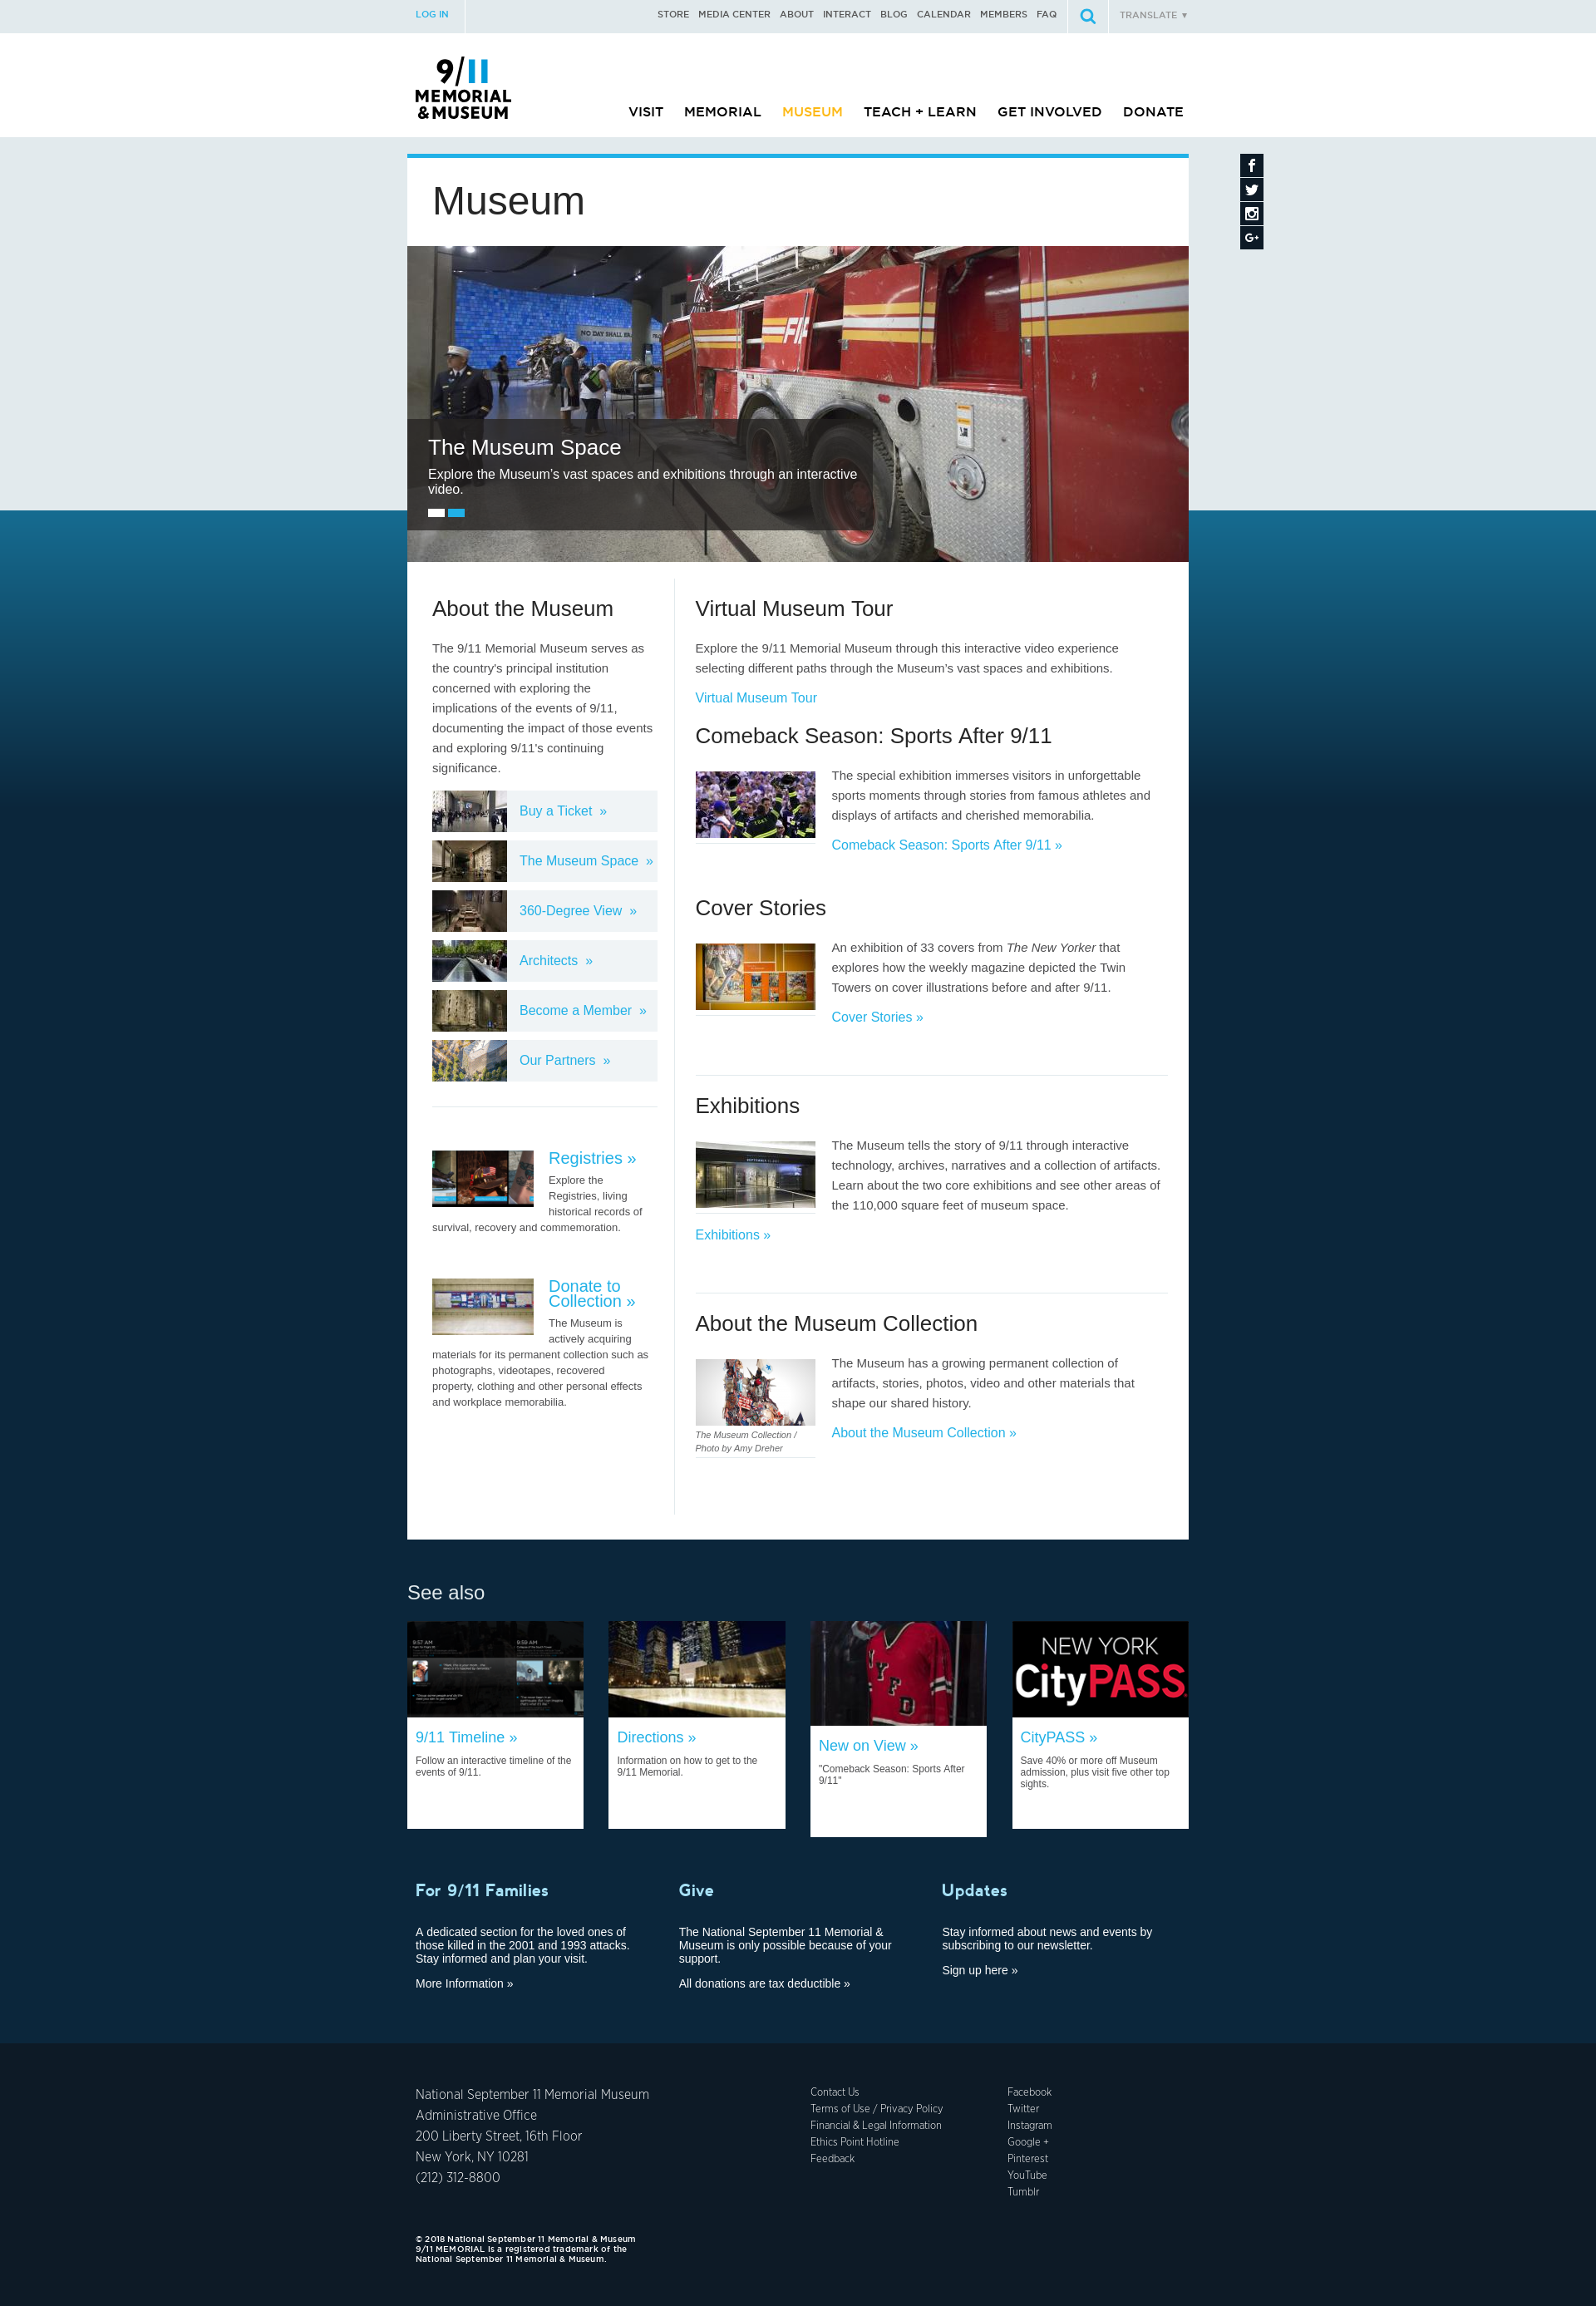 LOG IN
STORE MEDIA CENTER ABOUT INTERACT BLOG CALENDAR MEMBERS FAQ
TRANSLATE ▼
9/11
MEMORIAL
&MUSEUM
VISIT MEMORIAL MUSEUM TEACH + LEARN GET INVOLVED DONATE
Museum
NO DAY SHALL ERA
The Museum Space
Explore the Museum's vast spaces and exhibitions through an interactive
video.
About the Museum
The 9/11 Memorial Museum serves as
the country's principal institution
concerned with exploring the
implications of the events of 9/11,
documenting the impact of those events
and exploring 9/11's continuing
significance.
Buy a Ticket »
The Museum Space »
360-Degree View »
Architects »
Become a Member »
Our Partners »
Registries »
Explore the
Registries, living
historical records of
survival, recovery and commemoration.
Donate to
Collection »
The Museum is
actively acquiring
materials for its permanent collection such as
photographs, videotapes, recovered
property, clothing and other personal effects
and workplace memorabilia.
Virtual Museum Tour
Explore the 9/11 Memorial Museum through this interactive video experience
selecting different paths through the Museum's vast spaces and exhibitions.
Virtual Museum Tour
Comeback Season: Sports After 9/11
The special exhibition immerses visitors in unforgettable
sports moments through stories from famous athletes and
displays of artifacts and cherished memorabilia.
Comeback Season: Sports After 9/11 »
Cover Stories
An exhibition of 33 covers from The New Yorker that
explores how the weekly magazine depicted the Twin
Towers on cover illustrations before and after 9/11.
Cover Stories »
Exhibitions
The Museum tells the story of 9/11 through interactive
technology, archives, narratives and a collection of artifacts.
Learn about the two core exhibitions and see other areas of
the 110,000 square feet of museum space.
Exhibitions »
About the Museum Collection
The Museum has a growing permanent collection of
artifacts, stories, photos, video and other materials that
shape our shared history.
About the Museum Collection »
The Museum Collection /
Photo by Amy Dreher
See also
9:57 AM
9:59 AM
9/11 Timeline »
Follow an interactive timeline of the
events of 9/11.
Directions »
Information on how to get to the
9/11 Memorial.
NYFD
New on View »
"Comeback Season: Sports After
9/11"
NEW YORK
CityPASS
CityPASS »
Save 40% or more off Museum
admission, plus visit five other top
sights.
For 9/11 Families
A dedicated section for the loved ones of
those killed in the 2001 and 1993 attacks.
Stay informed and plan your visit.
More Information »
Give
The National September 11 Memorial &
Museum is only possible because of your
support.
All donations are tax deductible »
Updates
Stay informed about news and events by
subscribing to our newsletter.
Sign up here »
National September 11 Memorial Museum
Administrative Office
200 Liberty Street, 16th Floor
New York, NY 10281
(212) 312-8800
Contact Us
Terms of Use / Privacy Policy
Financial & Legal Information
Ethics Point Hotline
Feedback
Facebook
Twitter
Instagram
Google +
Pinterest
YouTube
Tumblr
© 2018 National September 11 Memorial & Museum
9/11 MEMORIAL is a registered trademark of the
National September 11 Memorial & Museum.